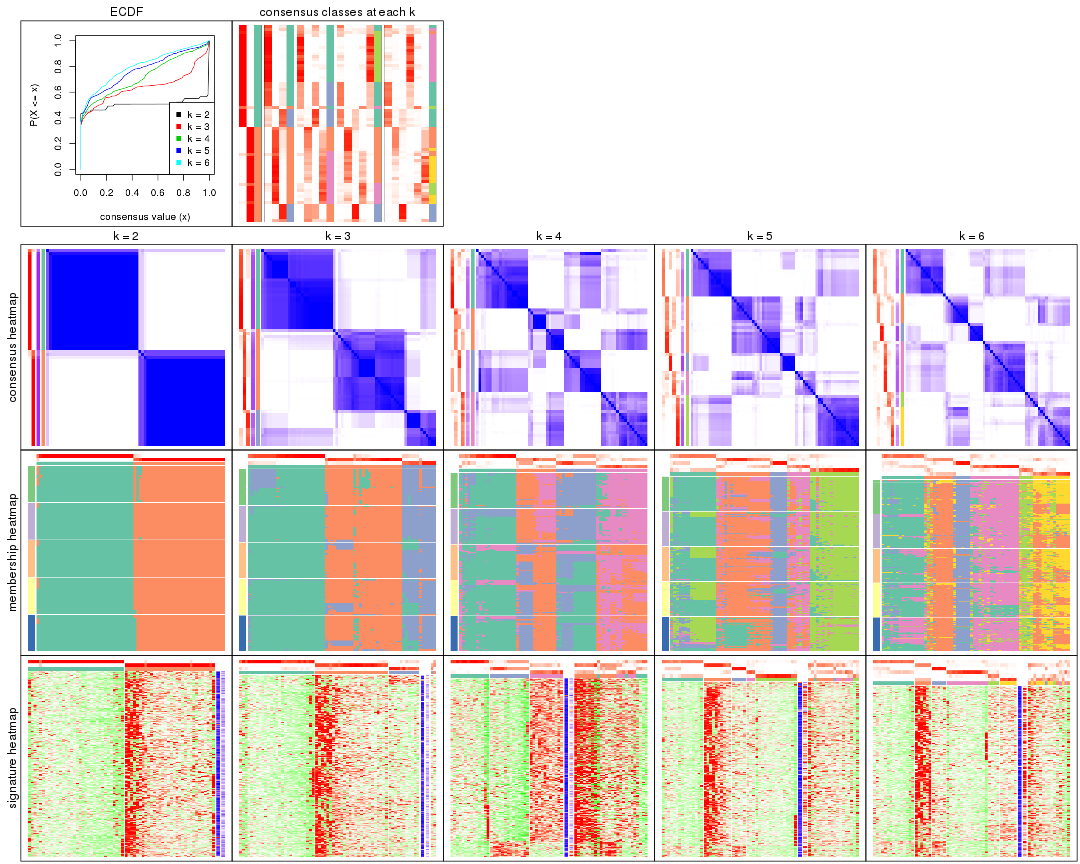 ECDF
consensus classes at each k
P(X <= x)
0.0 0.2 0.4 0.6 0.8 1.0
k = 2
k = 3
k = 4
k = 5
k = 6
0.0 0.2 0.4 0.6 0.8 1.0
consensus value (x)
k = 2
k = 3
k = 4
k = 5
k = 6
consensus heatmap
membership heatmap
signature heatmap